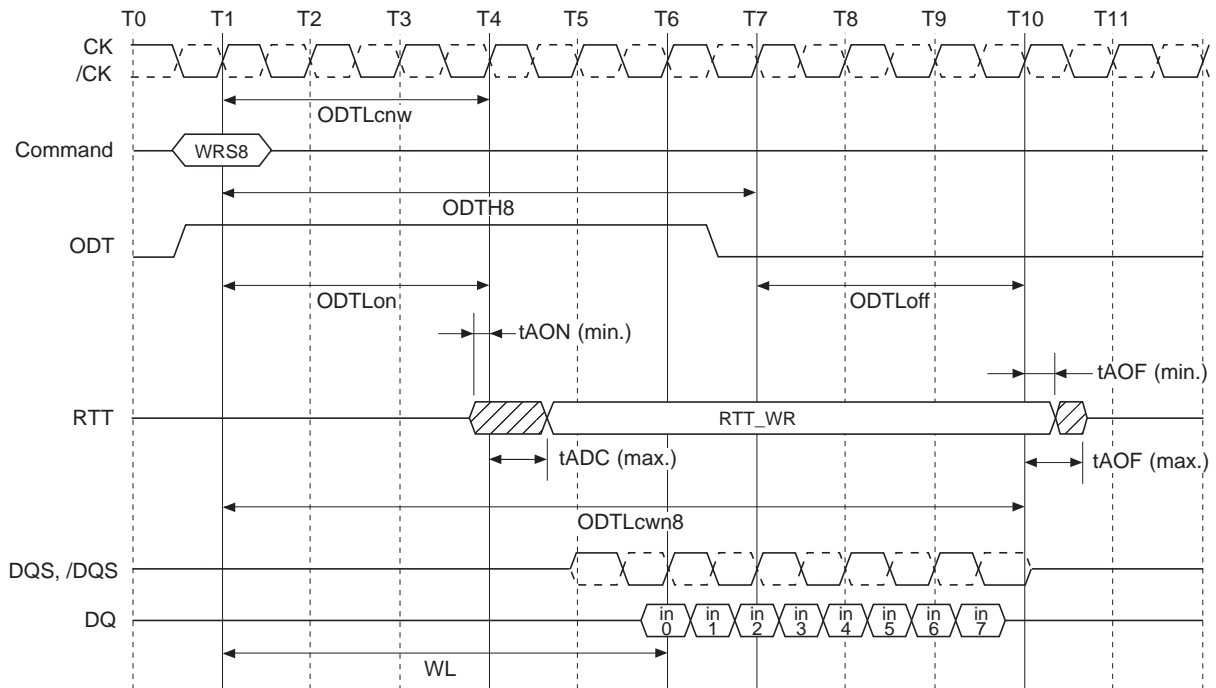 T0 T1 T2 T3 T4 T5 T6 T7 T8 T9 T10 T11
CK
/CK
ODTLcnw
Command
WRS8
ODTH8
ODT
ODTLon
ODTLoff
tAON (min.)
tAOF (min.)
RTT
RTT_WR
tADC (max.)
tAOF (max.)
ODTLcwn8
DQS, /DQS
DQ
in 0 in 1 in 2 in 3 in 4 in 5 in 6 in 7
WL